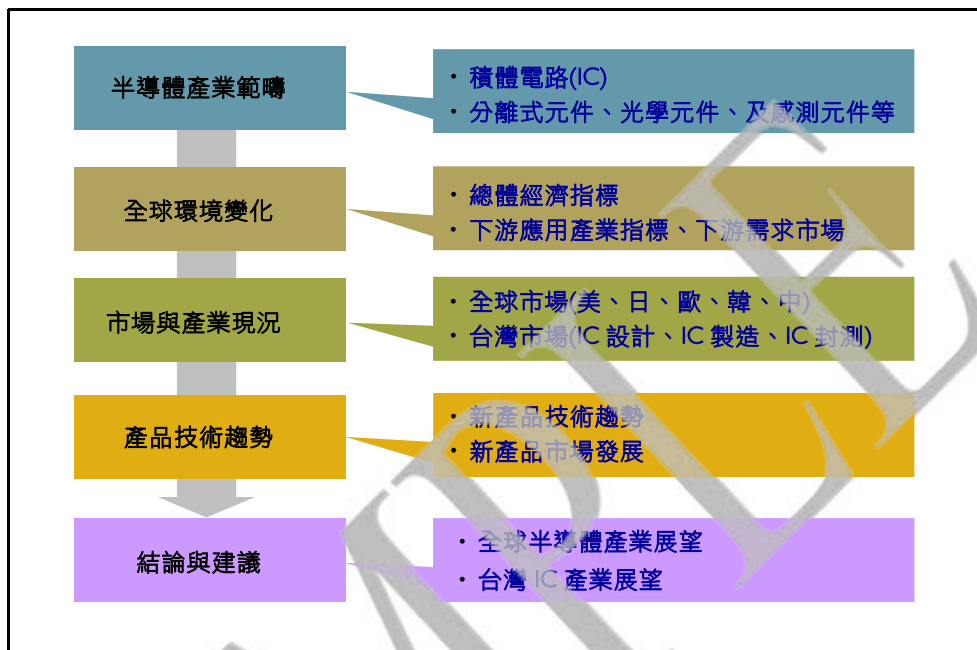 半導體產業範疇
・積體電路(IC)
・分離式元件、光學元件、及感測元件等
全球環境變化
・總體經濟指標
・下游應用產業指標、下游需求市場
市場與產業現況
・全球市場(美、日、歐、韓、中)
・台灣市場(IC 設計、IC 製造、IC 封測)
產品技術趨勢
・新產品技術趨勢
・新產品市場發展
結論與建議
・全球半導體產業展望
・台灣 IC 產業展望
MPLE